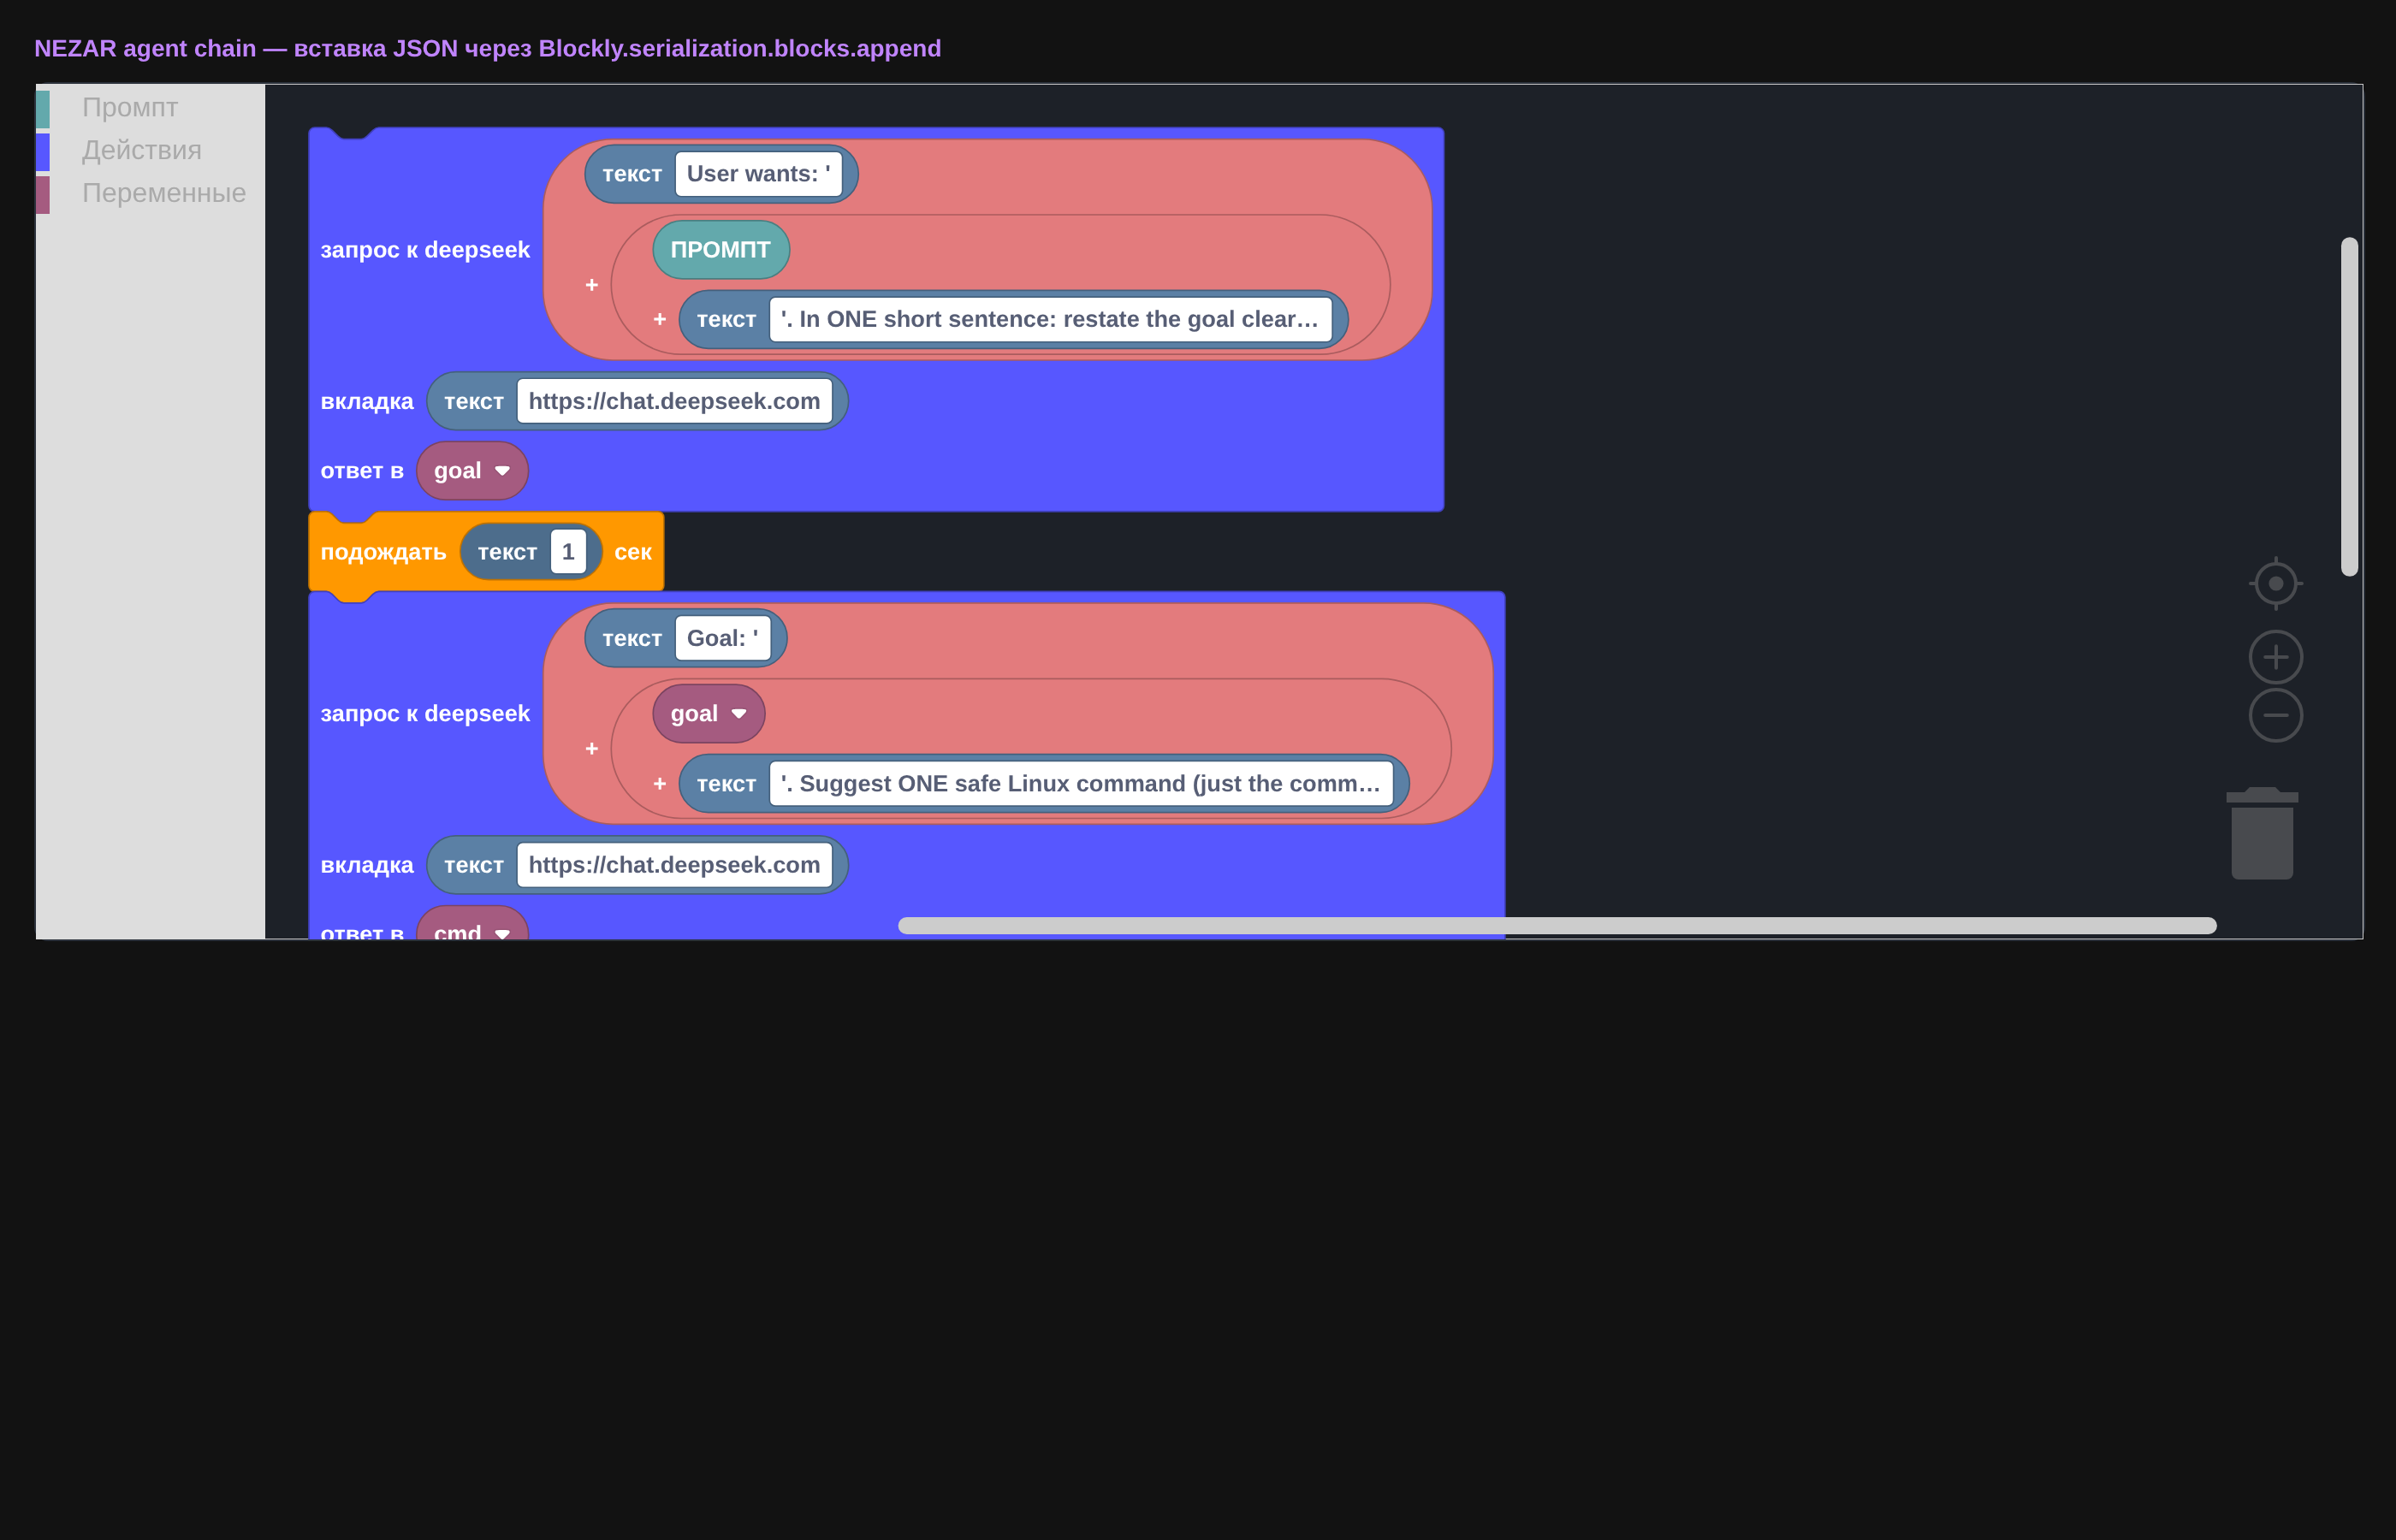 NEZAR agent chain — вставка JSON через Blockly.serialization.blocks.append
Промпт
Действия
Переменные
текст User wants: '
запрос к deepseek
ПРОМПТ
+
+ текст '. In ONE short sentence: restate the goal clear…
вкладка текст https://chat.deepseek.com
ответ в goal
подождать текст 1 сек
текст Goal: '
запрос к deepseek
goal
+
+ текст '. Suggest ONE safe Linux command (just the comm…
вкладка текст https://chat.deepseek.com
ответ в cmd